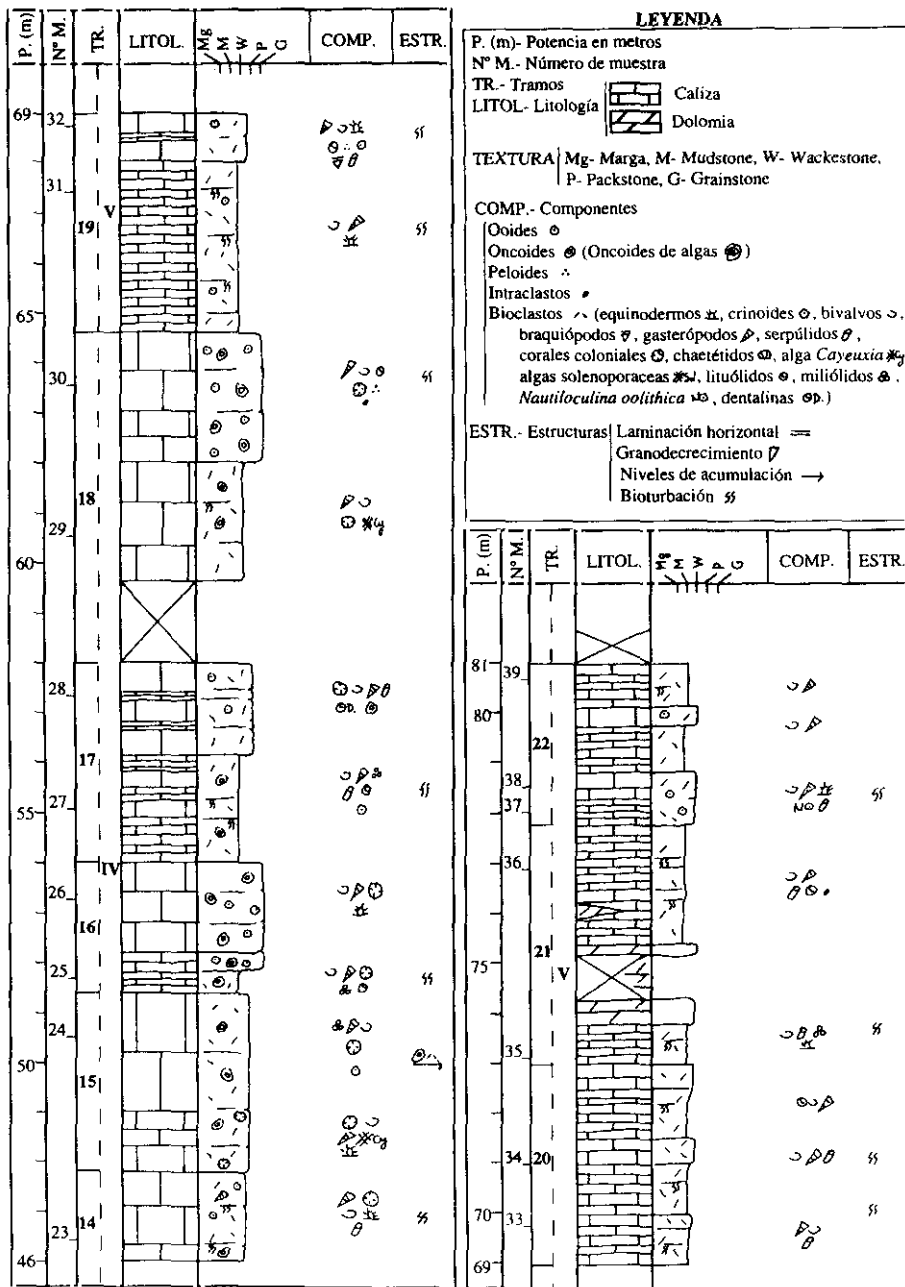 P. (m) Nº M. TR. LITOL. Mg M W P G COMP. ESTR.
69 32
31
V
19
65
30
18
29
60
28
17
55 27
IV
26
16
25
24
50
15
14
23
46
LEYENDA
P. (m)- Potencia en metros
Nº M.- Número de muestra
TR.- Tramos
LITOL- Litología
Caliza
Dolomia
TEXTURA Mg- Marga, M- Mudstone, W- Wackestone,
P- Packstone, G- Grainstone
COMP.- Componentes
Ooides
Oncoides (Oncoides de algas)
Peloides
Intraclastos
Bioclastos (equinodermos, crinoides, bivalvos,
braquiópodos, gasterópodos, serpúlidos,
corales coloniales, chaetétidos, alga Cayeuxia
algas solenoporaceas, lituólidos, miliólidos,
Nautiloculina oolithica, dentalinas.)
ESTR.- Estructuras Laminación horizontal
Granodecrecimiento
Niveles de acumulación
Bioturbación
P. (m) Nº M. TR. LITOL. Mg M W P G COMP. ESTR.
81 39
80
22
38
37
36
21
75
V
35
34 20
70 33
69